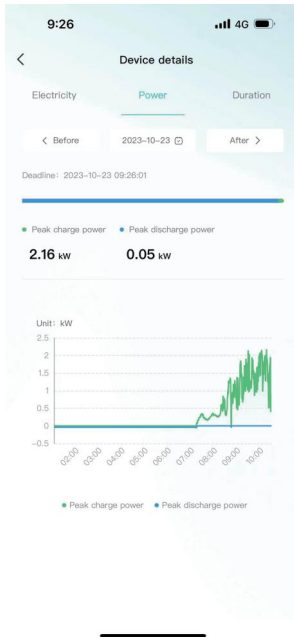 9:26
4G
Device details
Electricity
Power
Duration
Before
2023-10-23
After
Deadline: 2023-10-23 09:26:01
Peak charge power
Peak discharge power
2.16 kW
0.05 kW
Unit: kW
2.5
2
1.5
1
0.5
0
-0.5
02:00
03:00
04:00
05:00
06:00
07:00
08:00
09:00
10:00
Peak charge power
Peak discharge power